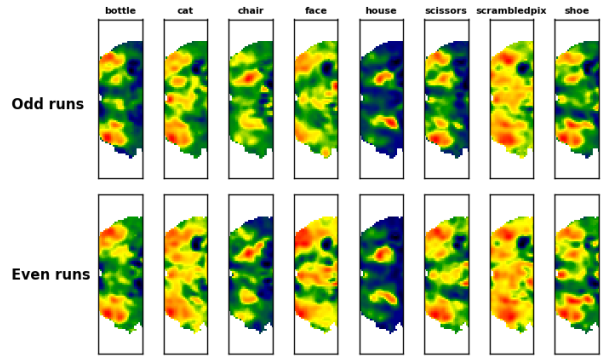 bottle cat chair face house scissors scrambledpix shoe
Odd runs
Even runs